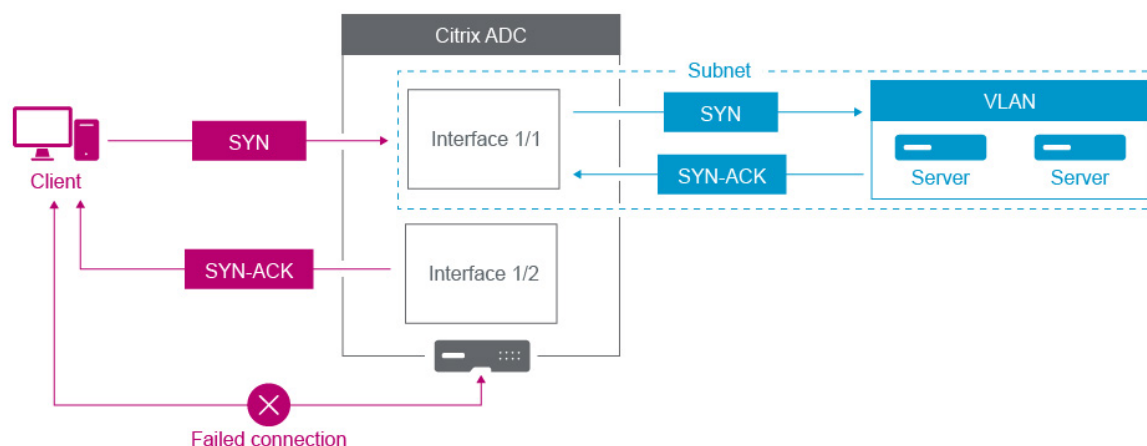 Citrix ADC
Subnet
SYN
Interface 1/1
SYN
VLAN
Client
SYN-ACK
Server
Server
SYN-ACK
Interface 1/2
Failed connection